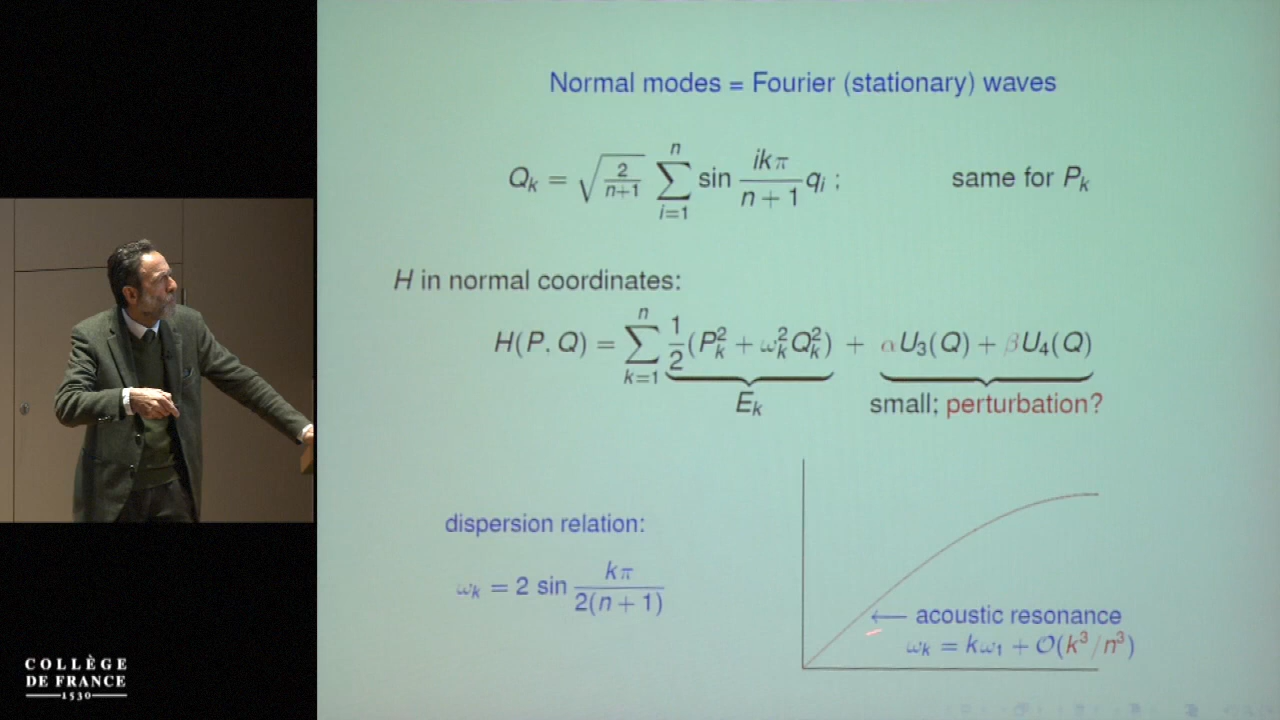 Normal modes = Fourier (stationary) waves
Q_k = √(2/(n+1)) ∑_{i=1}^{n} sin (ikπ/(n+1)) q_i ; same for P_k
H in normal coordinates:
H(P, Q) = ∑_{k=1}^{n} 1/2 (P_k^2 + ω_k^2 Q_k^2) + αU_3(Q) + βU_4(Q)
E_k small; perturbation?
dispersion relation:
ω_k = 2 sin (kπ/(2(n+1)))
← acoustic resonance
ω_k = kω_1 + O(k^3/n^3)
COLLÈGE
DE FRANCE
1530